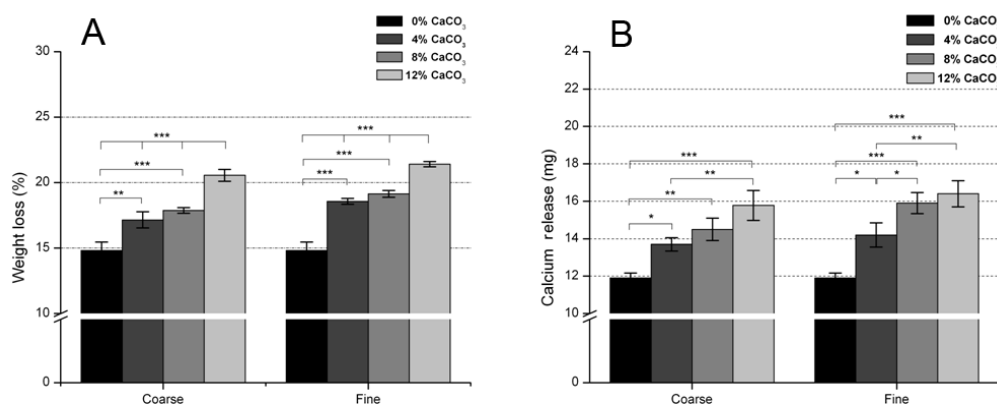 A
0% CaCO₃
4% CaCO₃
8% CaCO₃
12% CaCO₃
30
25
20
15
10
0
Weight loss (%)
***
***
**
***
***
***
Coarse
Fine
B
0% CaCO
4% CaCO
8% CaCO
12% CaCO
24
22
20
18
16
14
12
10
0
Calcium release (mg)
***
**
**
*
***
**
***
*
*
Coarse
Fine